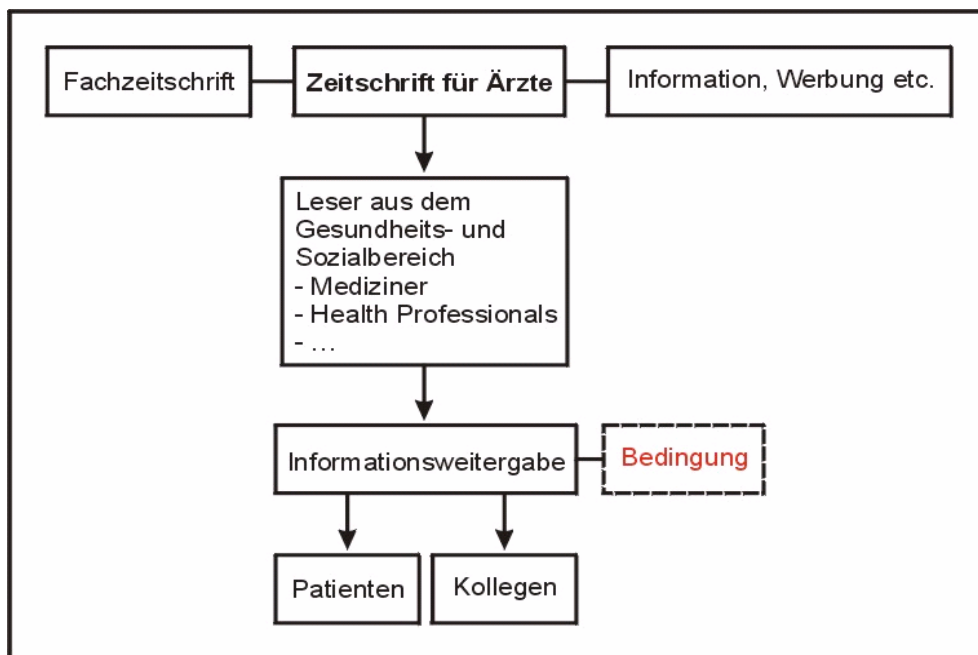 Fachzeitschrift
Zeitschrift für Ärzte
Information, Werbung etc.
Leser aus dem
Gesundheits- und
Sozialbereich
- Mediziner
- Health Professionals
- ...
Informationsweitergabe
Bedingung
Patienten
Kollegen